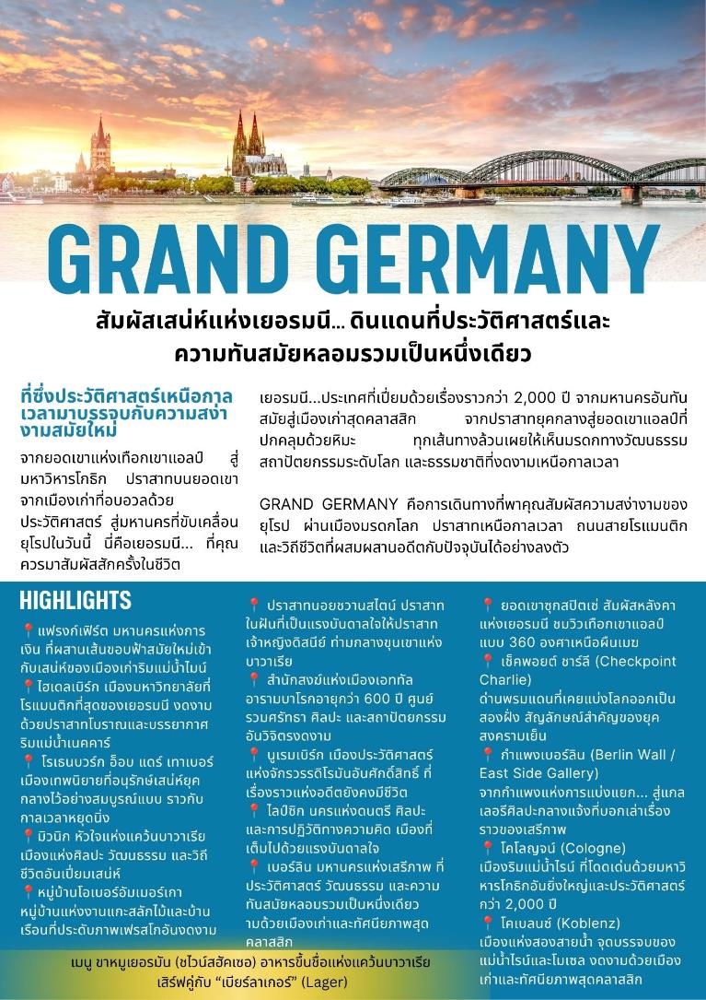 GRAND GERMANY
สัมผัสเสน่ห์แห่งเยอรมนี... ดินแดนที่ประวัติศาสตร์และ
ความทันสมัยหลอมรวมเป็นหนึ่งเดียว
ที่ซึ่งประวัติศาสตร์เหนือกาล
เวลามาบรรจบกับความสง่า
งามสมัยใหม่
จากยอดเขาแห่งเทือกเขาแอลป์ สู่
มหาวิหารโกธิก ปราสาทบนยอดเขา
จากเมืองเก่าที่อบอวลด้วย
ประวัติศาสตร์ สู่มหานครที่ขับเคลื่อน
ยุโรปในวันนี้ นี่คือเยอรมนี... ที่คุณ
ควรมาสัมผัสสักครั้งในชีวิต
เยอรมนี...ประเทศที่เปี่ยมด้วยเรื่องราวกว่า 2,000 ปี จากมหานครอันทัน
สมัยสู่เมืองเก่าสุดคลาสสิก จากปราสาทยุคกลางสู่ยอดเขาแอลป์ที่
ปกคลุมด้วยหิมะ ทุกเส้นทางล้วนเผยให้เห็นมรดกทางวัฒนธรรม
สถาปัตยกรรมระดับโลก และธรรมชาติที่งดงามเหนือกาลเวลา
GRAND GERMANY คือการเดินทางที่พาคุณสัมผัสความสง่างามของ
ยุโรป ผ่านเมืองมรดกโลก ปราสาทเหนือกาลเวลา ถนนสายโรแมนติก
และวิถีชีวิตที่ผสมผสานอดีตกับปัจจุบันได้อย่างลงตัว
HIGHLIGHTS
📍แฟรงก์เฟิร์ต มหานครแห่งการ
เงิน ที่ผสานเส้นขอบฟ้าสมัยใหม่เข้า
กับเสน่ห์ของเมืองเก่าริมแม่น้ำไมน์
📍ไฮเดลเบิร์ก เมืองมหาวิทยาลัยที่
โรแมนติกที่สุดของเยอรมนี งดงาม
ด้วยปราสาทโบราณและบรรยากาศ
ริมแม่น้ำเนคคาร์
📍 โรเธนบวร์ก อ็อบ แดร์ เทาเบอร์
เมืองเทพนิยายที่อนุรักษ์เสน่ห์ยุค
กลางไว้อย่างสมบูรณ์แบบ ราวกับ
กาลเวลาหยุดนิ่ง
📍มิวนิก หัวใจแห่งแคว้นบาวาเรีย
เมืองแห่งศิลปะ วัฒนธรรม และวิถี
ชีวิตอันเปี่ยมเสน่ห์
📍หมู่บ้านโอเบอร์อัมเมอร์เกา
หมู่บ้านแห่งงานแกะสลักไม้และบ้าน
เรือนที่ประดับภาพเฟรสโกอันงดงาม
📍 ปราสาทนอยชวานสไตน์ ปราสาท
ในฝันที่เป็นแรงบันดาลใจให้ปราสาท
เจ้าหญิงดิสนีย์ ท่ามกลางขุนเขาแห่ง
บาวาเรีย
📍 สำนักสงฆ์แห่งเมืองเอททัล
อารามบาโรกอายุกว่า 600 ปี ศูนย์
รวมศรัทธา ศิลปะ และสถาปัตยกรรม
อันวิจิตรงดงาม
📍 นูเรมเบิร์ก เมืองประวัติศาสตร์
แห่งจักรวรรดิโรมันอันศักดิ์สิทธิ์ ที่
เรื่องราวแห่งอดีตยังคงมีชีวิต
📍 ไลป์ซิก นครแห่งดนตรี ศิลปะ
และการปฏิวัติทางความคิด เมืองที่
เต็มไปด้วยแรงบันดาลใจ
📍 เบอร์ลิน มหานครแห่งเสรีภาพ ที่
ประวัติศาสตร์ วัฒนธรรม และความ
ทันสมัยหลอมรวมเป็นหนึ่งเดียว
ามด้วยเมืองเก่าและทัศนียภาพสุด
คลาสสิก
📍 ยอดเขาซุกสปิตเซ่ สัมผัสหลังคา
แห่งเยอรมนี ชมวิวเทือกเขาแอลป์
แบบ 360 องศาเหนือผืนเมฆ
📍 เช็คพอยต์ ชาร์ลี (Checkpoint
Charlie)
ด่านพรมแดนที่เคยแบ่งโลกออกเป็น
สองฝั่ง สัญลักษณ์สำคัญของยุค
สงครามเย็น
📍 กำแพงเบอร์ลิน (Berlin Wall /
East Side Gallery)
จากกำแพงแห่งการแบ่งแยก... สู่แกล
เลอรีศิลปะกลางแจ้งที่บอกเล่าเรื่อง
ราวของเสรีภาพ
📍 โคโลญจน์ (Cologne)
เมืองริมแม่น้ำไรน์ ที่โดดเด่นด้วยมหาวิ
หารโกธิกอันยิ่งใหญ่และประวัติศาสตร์
กว่า 2,000 ปี
📍 โคเบลนซ์ (Koblenz)
เมืองแห่งสองสายน้ำ จุดบรรจบของ
แม่น้ำไรน์และโมเซล งดงามด้วยเมือง
เก่าและทัศนียภาพสุดคลาสสิก
เมนู ขาหมูเยอรมัน (ชไวน์สฮัคเซอ) อาหารขึ้นชื่อแห่งแคว้นบาวาเรีย
เสิร์ฟคู่กับ “เบียร์ลาเกอร์” (Lager)